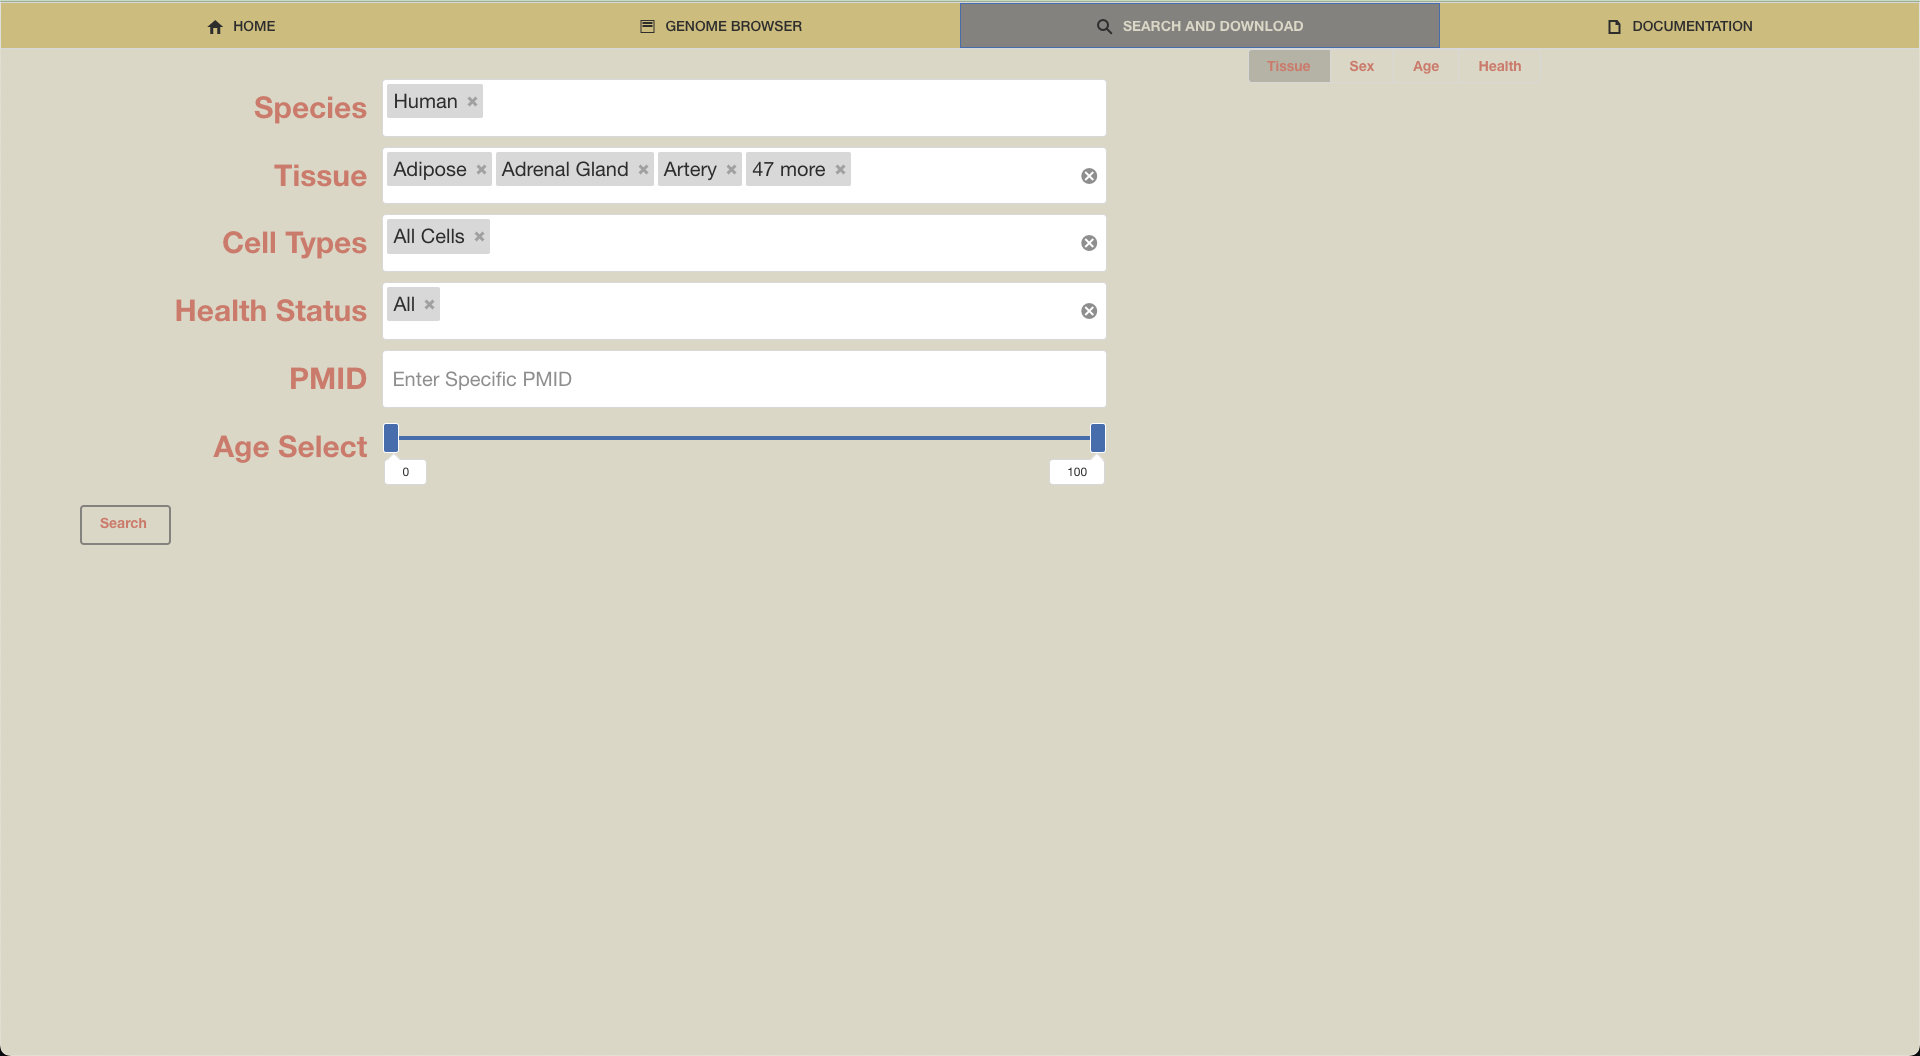 HOME
GENOME BROWSER
SEARCH AND DOWNLOAD
DOCUMENTATION
Tissue
Sex
Age
Health
Species
Human
Tissue
Adipose
Adrenal Gland
Artery
47 more
Cell Types
All Cells
Health Status
All
PMID
Enter Specific PMID
Age Select
0
100
Search